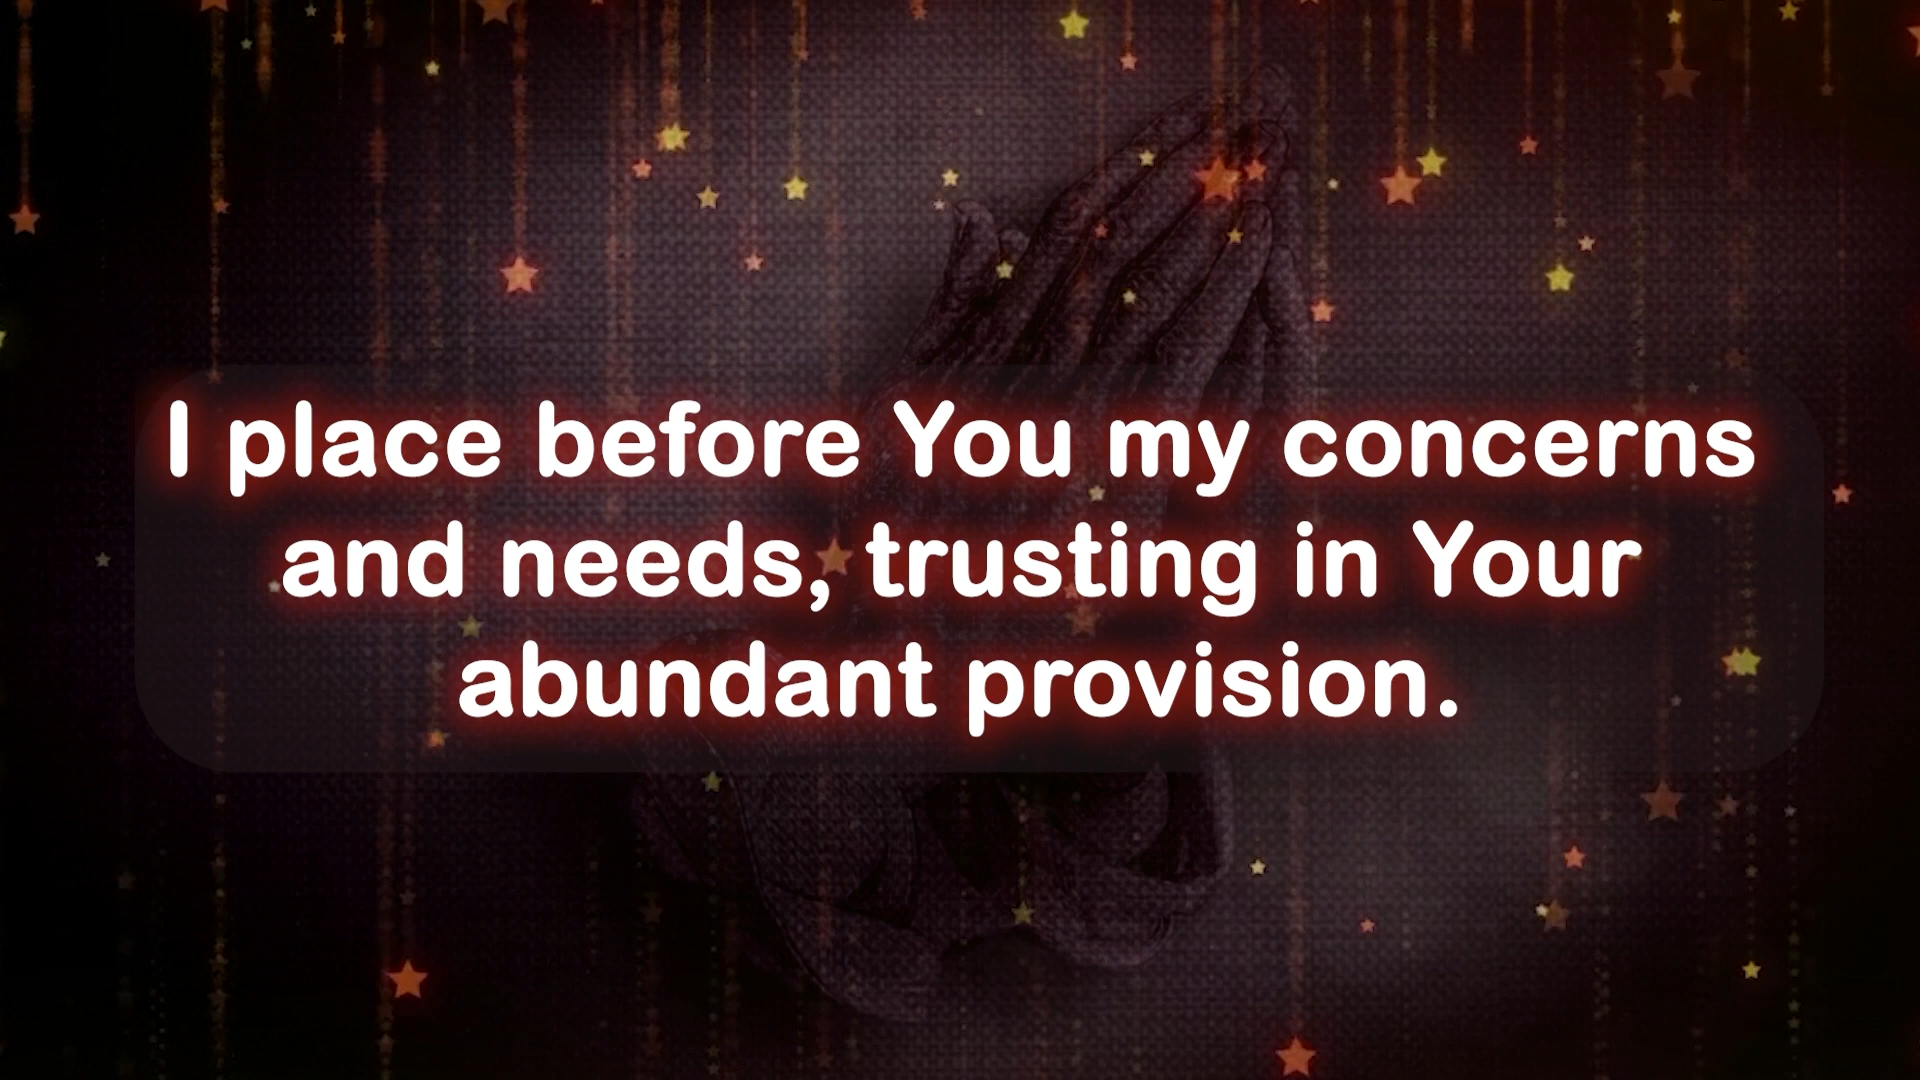 I place before You my concerns
and needs, trusting in Your
abundant provision.